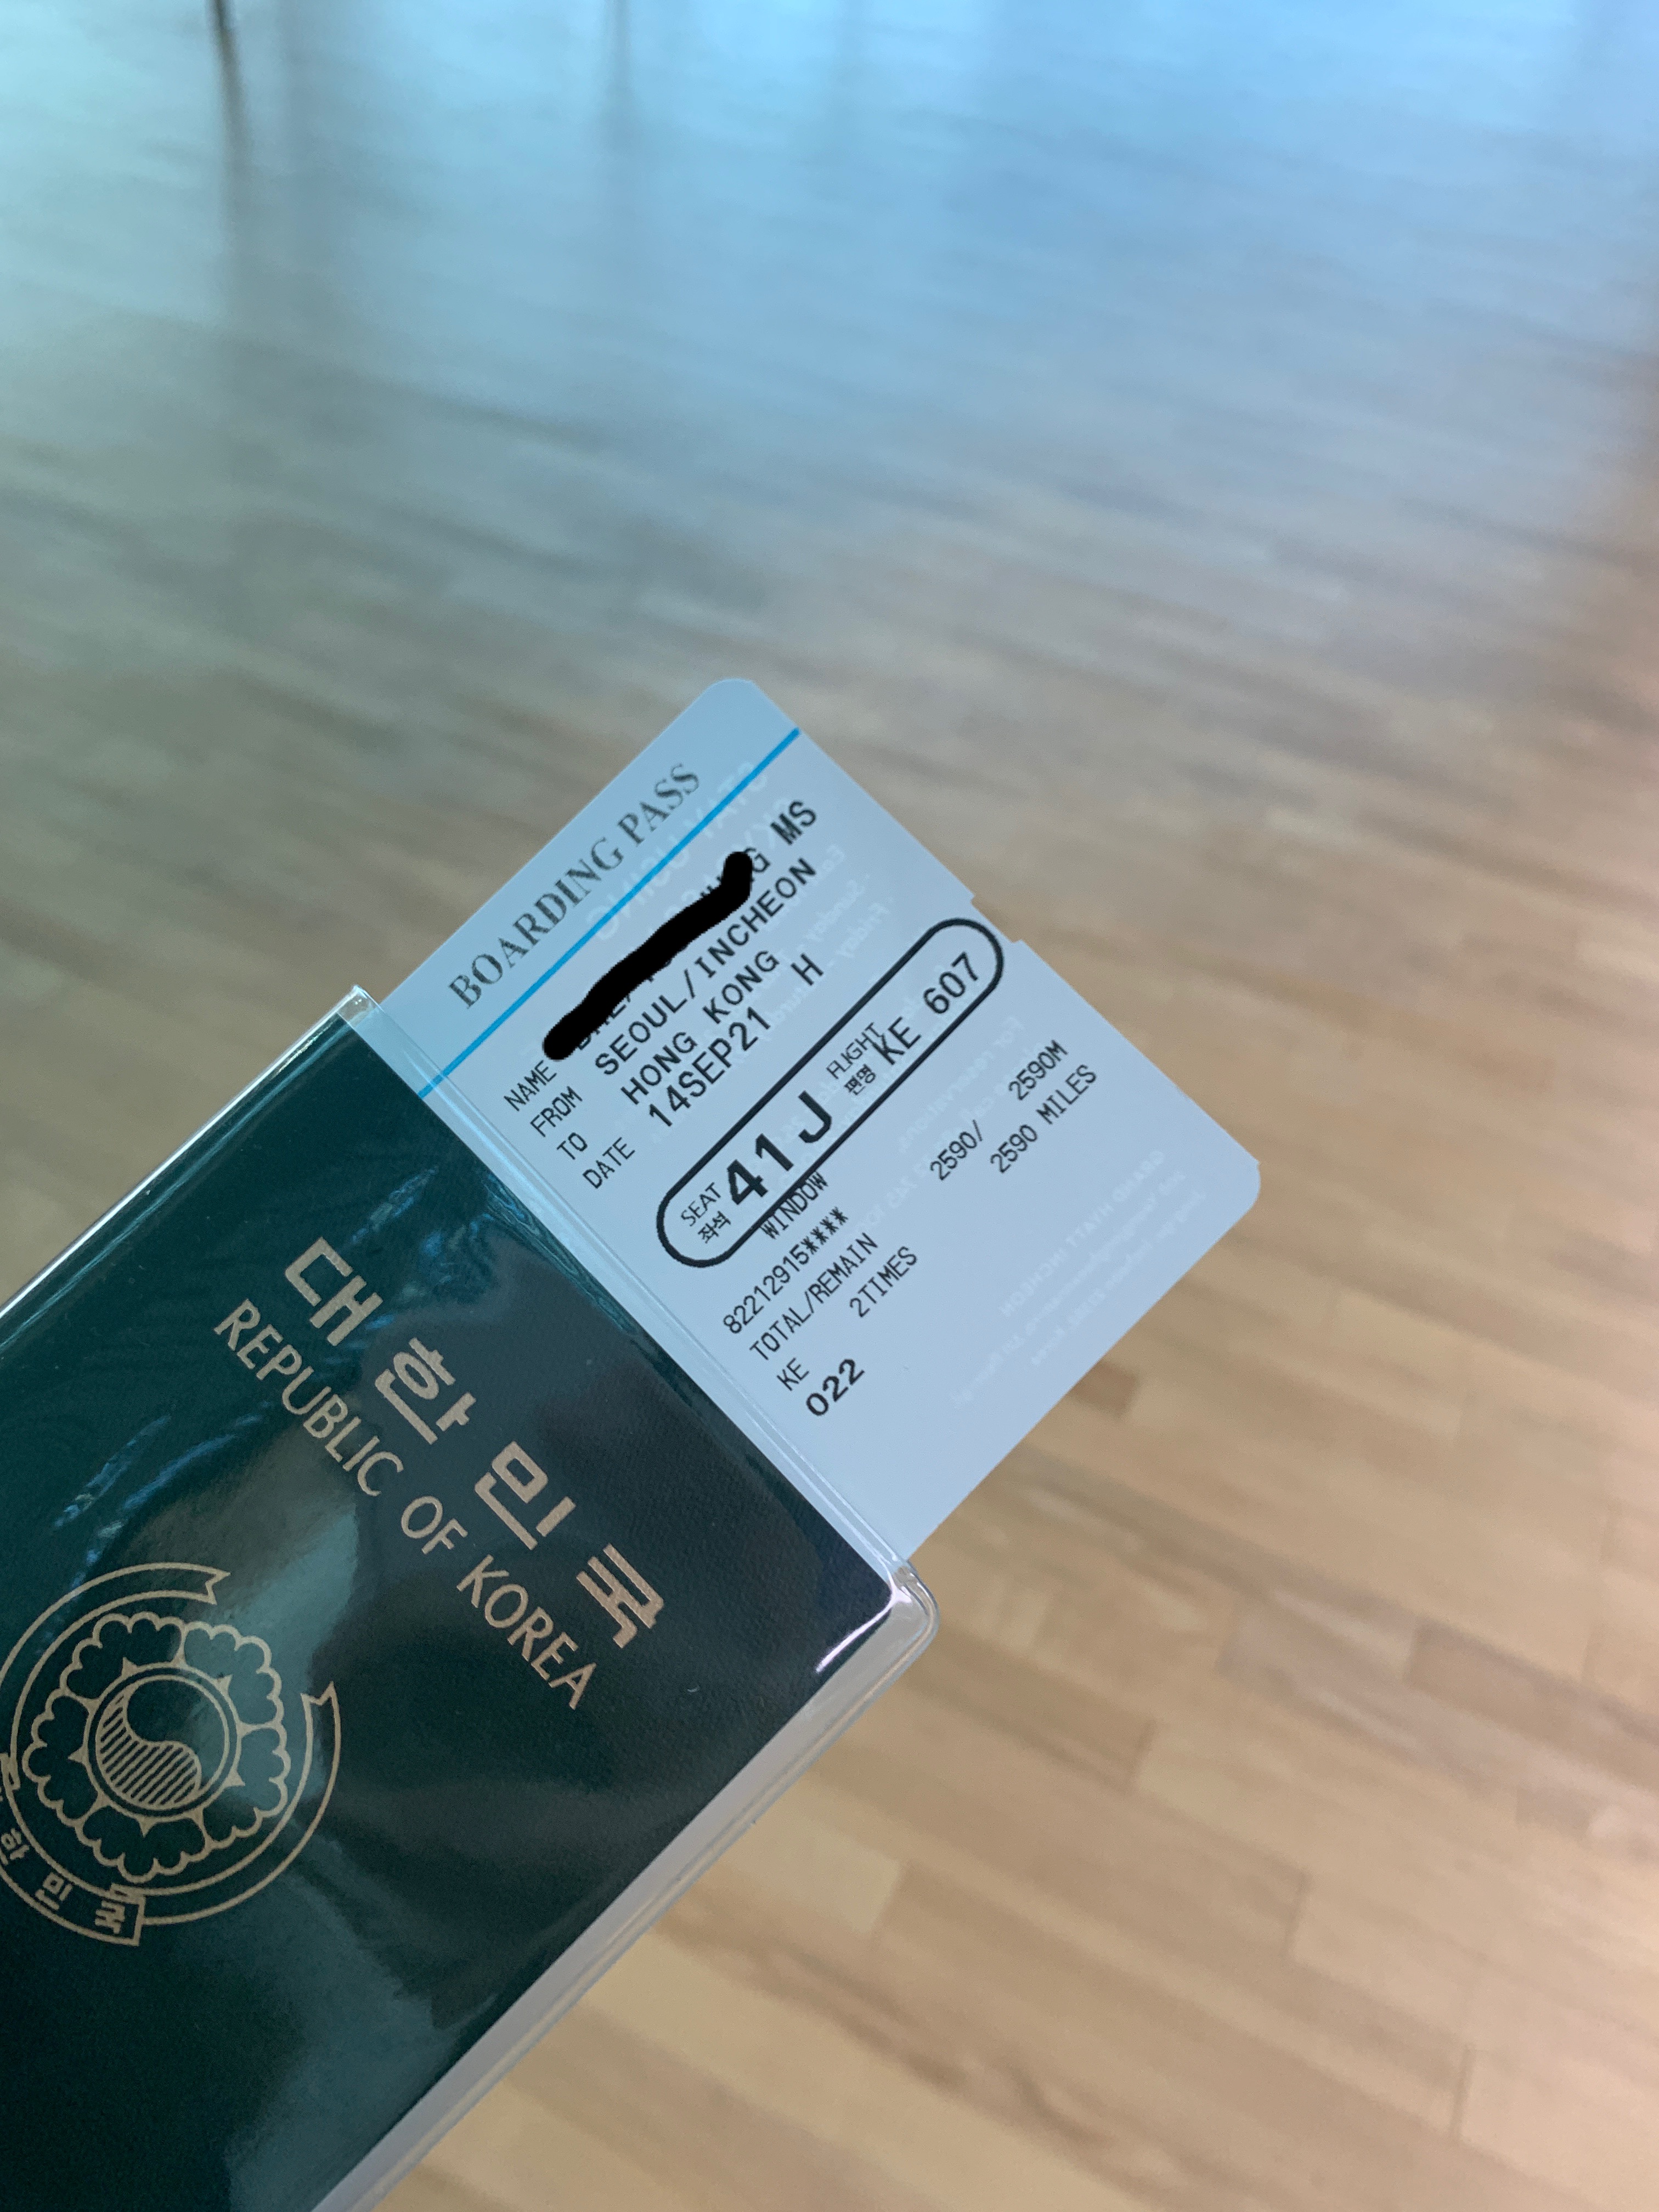 BOARDING PASS
NAME MS
FROM SEOUL/INCHEON
TO HONG KONG
DATE 14SEP21 H
SEAT 좌석 41J FLIGHT 편명 KE 607
WINDOW
82212915****
TOTAL/REMAIN 2590/ 2590M
KE 2TIMES 2590 MILES
022
대한민국
REPUBLIC OF KOREA
한민국